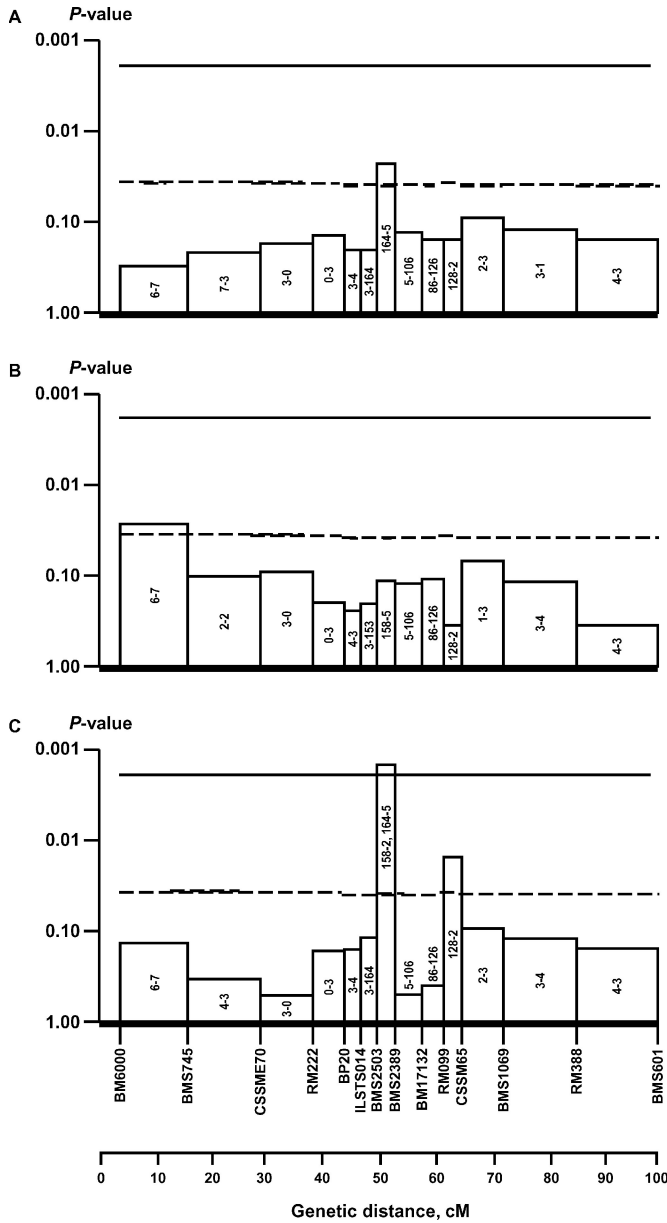 A
P-value
0.001
0.01
0.10
1.00
6-7
7-3
3-0
0-3
3-4
3-164
164-5
5-106
86-126
128-2
2-3
3-1
4-3
B
P-value
0.001
0.01
0.10
1.00
6-7
2-2
3-0
0-3
4-3
3-153
158-5
5-106
86-126
128-2
1-3
3-4
4-3
C
P-value
0.001
0.01
0.10
1.00
6-7
4-3
3-0
0-3
3-4
3-164
158-2, 164-5
5-106
86-126
128-2
2-3
3-4
4-3
BM6000
BMS745
CSSME70
RM222
BP20
ILSTS014
BMS2503
BMS2389
BM17132
RM099
CSSM65
BMS1069
RM388
BMS601
0 10 20 30 40 50 60 70 80 90 100
Genetic distance, cM